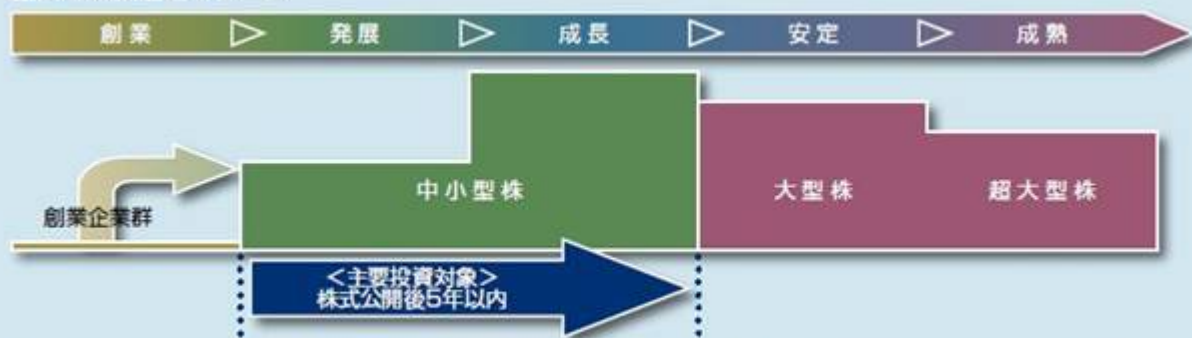 創業 発展 成長 安定 成熟
中小型株 大型株 超大型株
創業企業群
<主要投資対象>
株式公開後5年以内